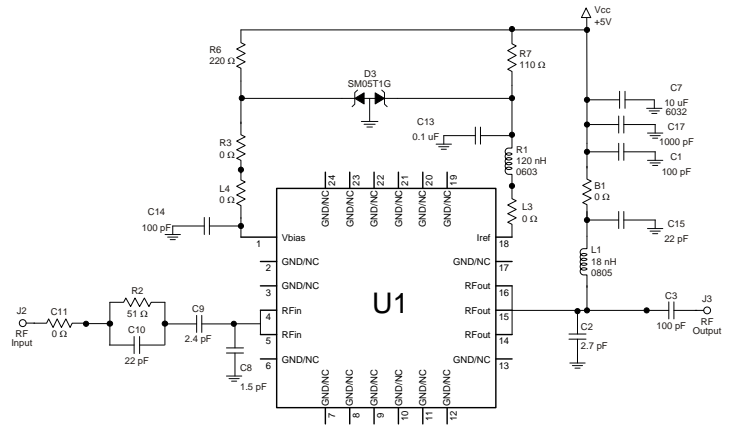 Vcc
+5V
R6
220 Ω
R7
110 Ω
D3
SM05T1G
C7
10 uF
6032
C13
0.1 uF
C17
1000 pF
R3
0 Ω
R1
120 nH
0603
C1
100 pF
L4
0 Ω
B1
0 Ω
24
23
22
21
20
19
GND/NC
GND/NC
GND/NC
GND/NC
GND/NC
GND/NC
L3
0 Ω
C14
100 pF
C15
22 pF
1
Vbias
Iref
18
2
GND/NC
GND/NC
17
L1
18 nH
0805
3
GND/NC
RFout
16
U1
J2
RF
Input
C11
0 Ω
R2
51 Ω
C10
22 pF
C9
2.4 pF
4
RFin
RFout
15
C3
100 pF
J3
RF
Output
5
RFin
RFout
14
C2
2.7 pF
C8
1.5 pF
6
GND/NC
GND/NC
13
GND/NC
GND/NC
GND/NC
GND/NC
GND/NC
GND/NC
7
8
9
10
11
12